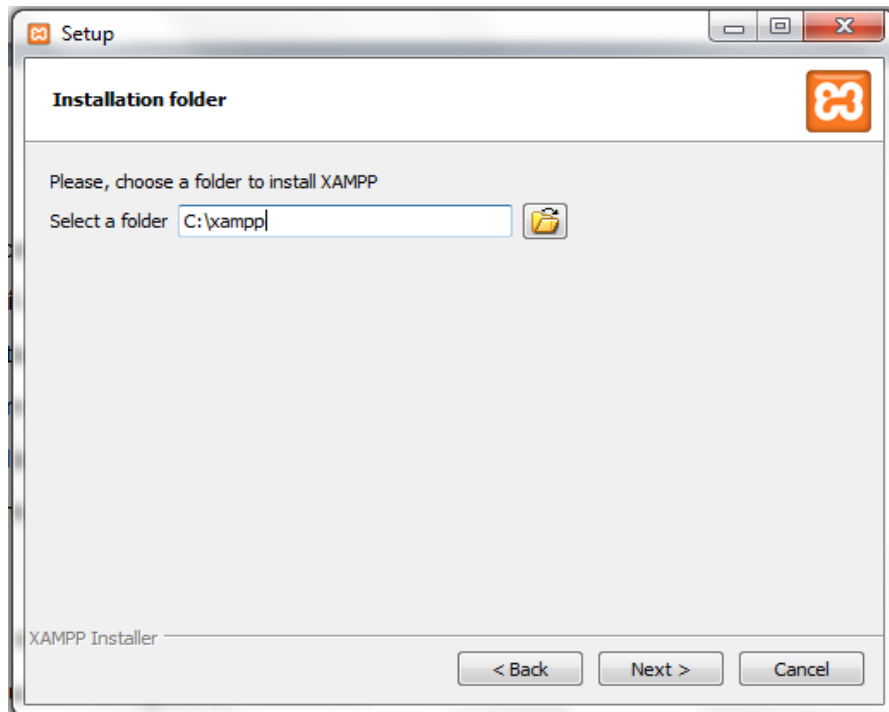 Setup
Installation folder
Please, choose a folder to install XAMPP
Select a folder C:\xampp
XAMPP Installer
< Back Next > Cancel